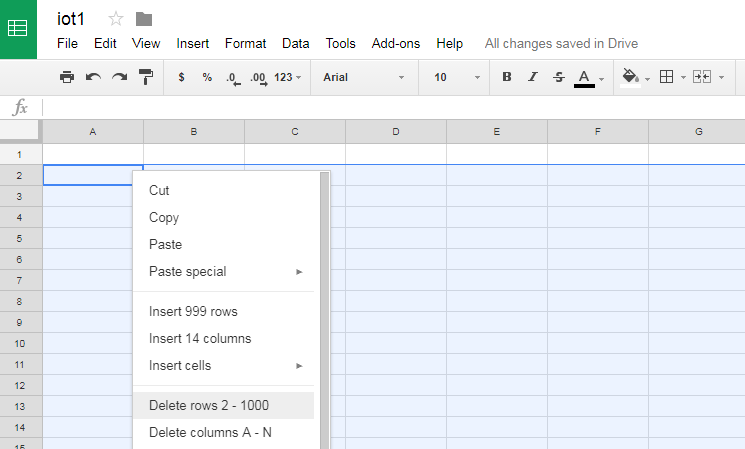 iot1
File Edit View Insert Format Data Tools Add-ons Help All changes saved in Drive
$ % .0 .00 123 Arial 10 B I S A
fx
A B C D E F G
1
2
3
Cut
4
Copy
5
Paste
6
Paste special
7
8
Insert 999 rows
9
10
Insert 14 columns
11
Insert cells
12
13
Delete rows 2 - 1000
14
Delete columns A - N
15